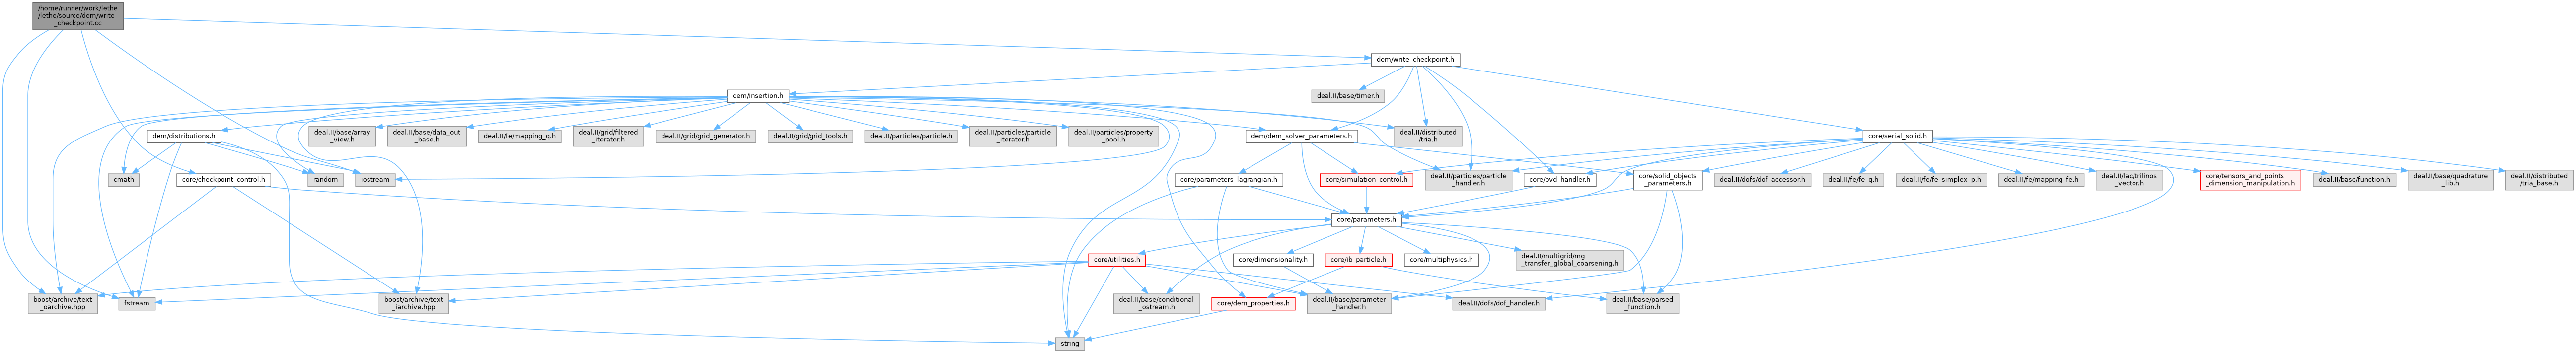 /home/runner/work/lethe
/lethe/source/dem/write
_checkpoint.cc
dem/write_checkpoint.h
dem/insertion.h
deal.II/base/timer.h
dem/distributions.h
deal.II/base/array
_view.h
deal.II/base/data_out
_base.h
deal.II/fe/mapping_q.h
deal.II/grid/filtered
_iterator.h
deal.II/grid/grid_generator.h
deal.II/grid/grid_tools.h
deal.II/particles/particle.h
deal.II/particles/particle
_iterator.h
deal.II/particles/property
_pool.h
dem/dem_solver_parameters.h
deal.II/distributed
/tria.h
core/serial_solid.h
cmath
core/checkpoint_control.h
random
iostream
core/parameters_lagrangian.h
core/simulation_control.h
deal.II/particles/particle
_handler.h
core/pvd_handler.h
core/solid_objects
_parameters.h
deal.II/dofs/dof_accessor.h
deal.II/fe/fe_q.h
deal.II/fe/fe_simplex_p.h
deal.II/fe/mapping_fe.h
deal.II/lac/trilinos
_vector.h
core/tensors_and_points
_dimension_manipulation.h
deal.II/base/function.h
deal.II/base/quadrature
_lib.h
deal.II/distributed
/tria_base.h
core/parameters.h
core/utilities.h
core/dimensionality.h
core/ib_particle.h
core/multiphysics.h
deal.II/multigrid/mg
_transfer_global_coarsening.h
boost/archive/text
_oarchive.hpp
fstream
boost/archive/text
_iarchive.hpp
deal.II/base/conditional
_ostream.h
core/dem_properties.h
deal.II/base/parameter
_handler.h
deal.II/dofs/dof_handler.h
deal.II/base/parsed
_function.h
string